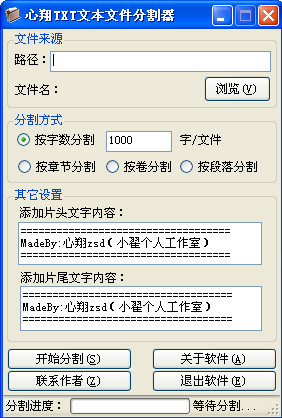 心翔TXT文本文件分割器
文件来源
路径：
文件名：
浏览(V)
分割方式
按字数分割 1000 字/文件
按章节分割 按卷分割 按段落分割
其它设置
添加片头文字内容：
==================================
MadeBy:心翔zsd(小翟个人工作室)
==================================
添加片尾文字内容：
==================================
MadeBy:心翔zsd(小翟个人工作室)
==================================
开始分割(S) 关于软件(A)
联系作者(Z) 退出软件(E)
分割进度： 等待分割...